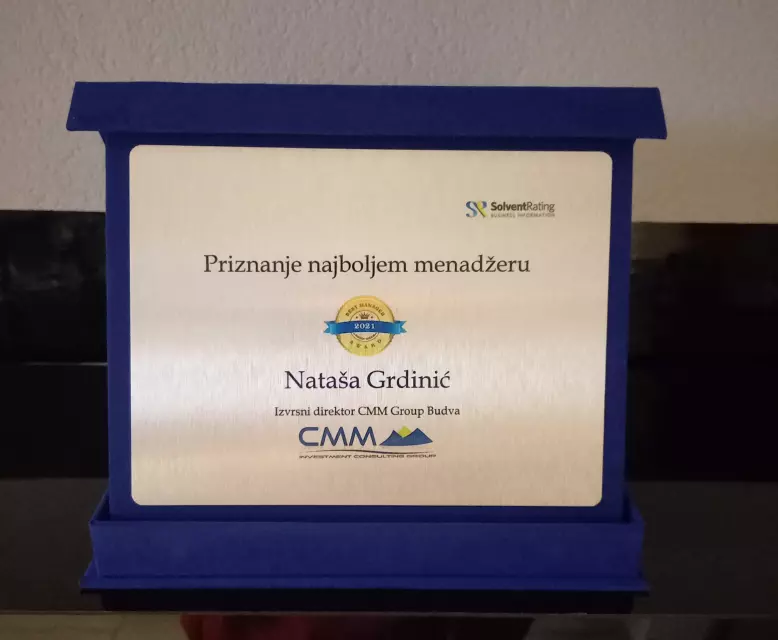 SR SolventRating
BUSINESS INFORMATION
Priznanje najboljem menadžeru
BEST MANAGER
2021
AWARD
Nataša Grdinić
Izvrsni direktor CMM Group Budva
CMM
INVESTMENT CONSULTING GROUP